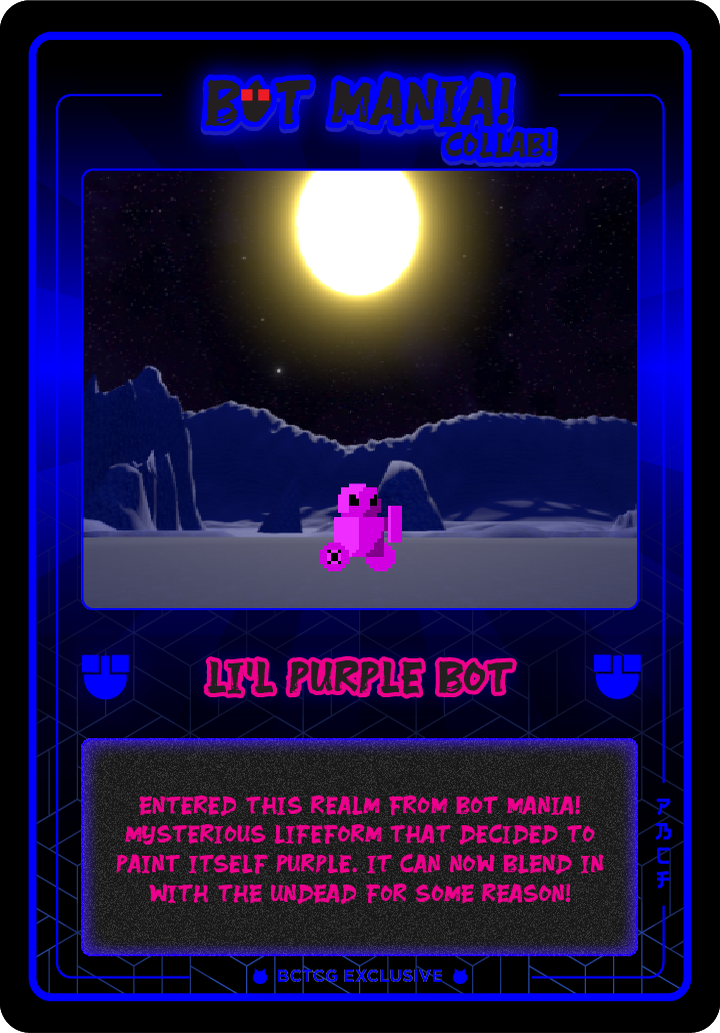 BOT MANIA!
COLLAB!
LI'L PURPLE BOT
ENTERED THIS REALM FROM BOT MANIA!
MYSTERIOUS LIFEFORM THAT DECIDED TO
PAINT ITSELF PURPLE. IT CAN NOW BLEND IN
WITH THE UNDEAD FOR SOME REASON!
BCTCG EXCLUSIVE